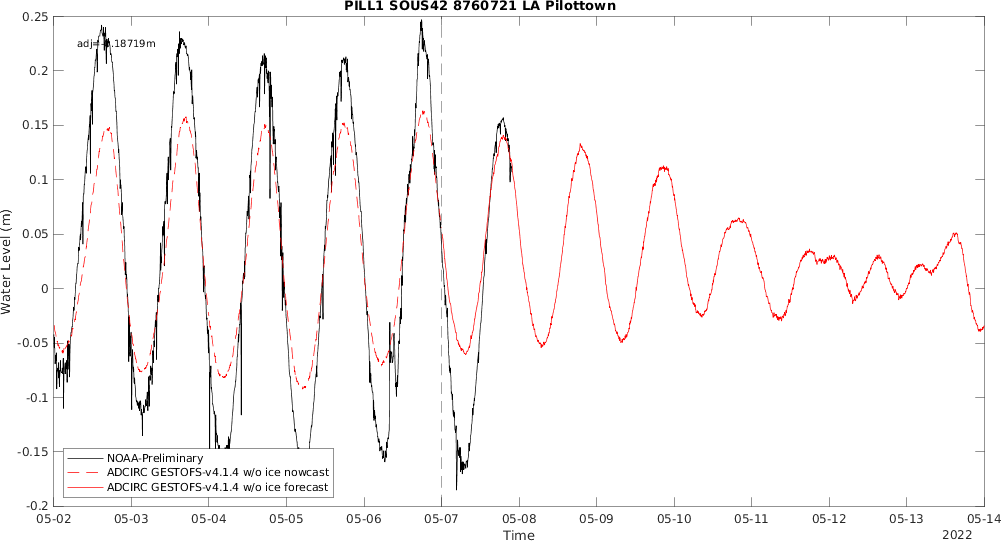 PILL1 SOUS42 8760721 LA Pilottown
0.25
0.2
0.15
0.1
0.05
0
-0.05
-0.1
-0.15
-0.2
Water Level (m)
NOAA-Preliminary
ADCIRC GESTOFS-v4.1.4 w/o ice nowcast
ADCIRC GESTOFS-v4.1.4 w/o ice forecast
05-02 05-03 05-04 05-05 05-06 05-07 05-08 05-09 05-10 05-11 05-12 05-13 05-14
Time
2022